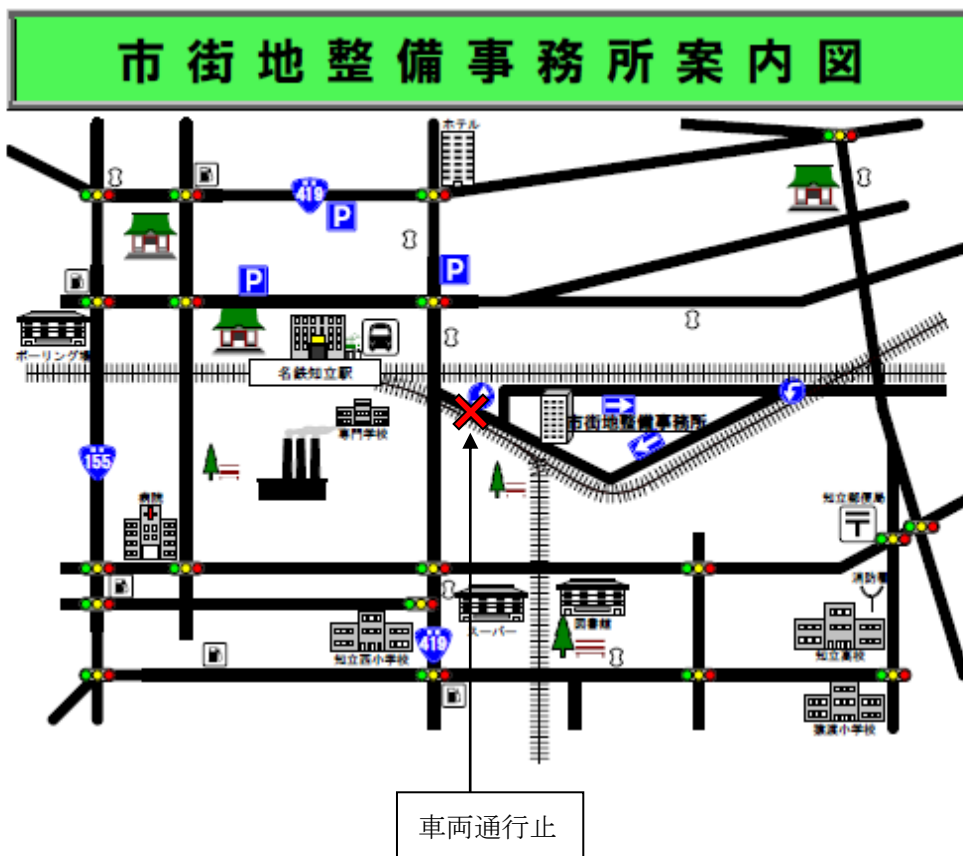 市街地整備事務所案内図
ホテル
419
P
P
P
ボーリング場
名鉄知立駅
専門学校
市街地整備事務所
155
病院
知立郵便局
消防署
スーパー
図書館
知立西小学校
419
知立高校
猿渡小学校
車両通行止